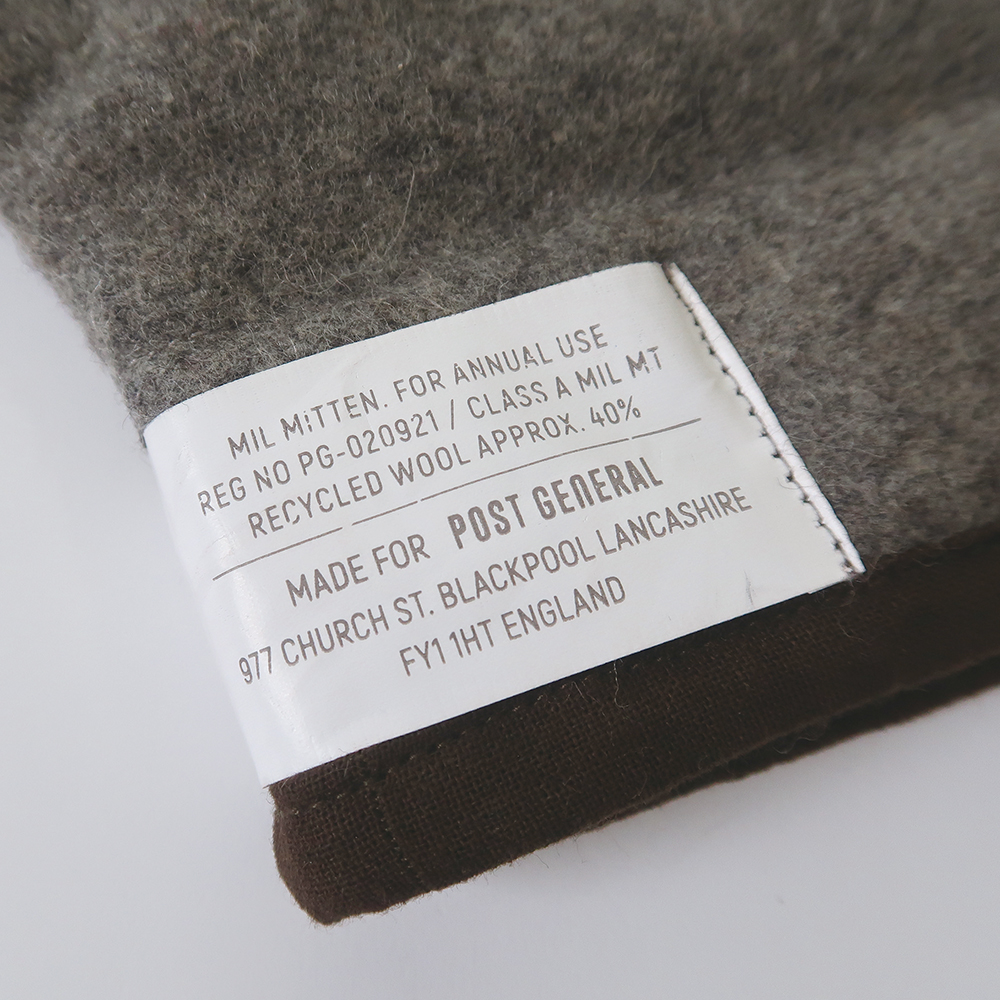 MIL MiTTEN. FOR ANNUAL USE
REG NO PG-020921 / CLASS A MIL M.T
RECYCLED WOOL APPROX. 40%
MADE FOR POST GENERAL
977 CHURCH ST. BLACKPOOL LANCASHIRE
FY1 1HT ENGLAND